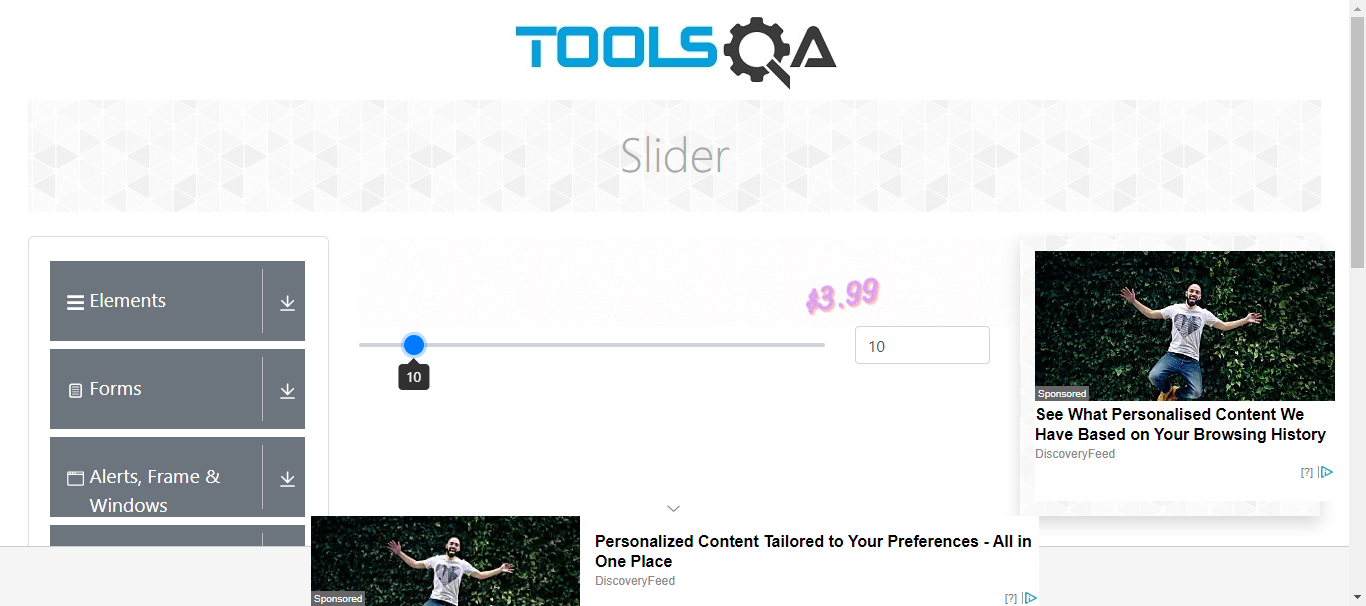 TOOLSQA
Slider
Elements
Forms
Alerts, Frame &
Windows
$3.99
10
10
Sponsored
See What Personalised Content We
Have Based on Your Browsing History
DiscoveryFeed
[?]
Sponsored
Personalized Content Tailored to Your Preferences - All in
One Place
DiscoveryFeed
[?]